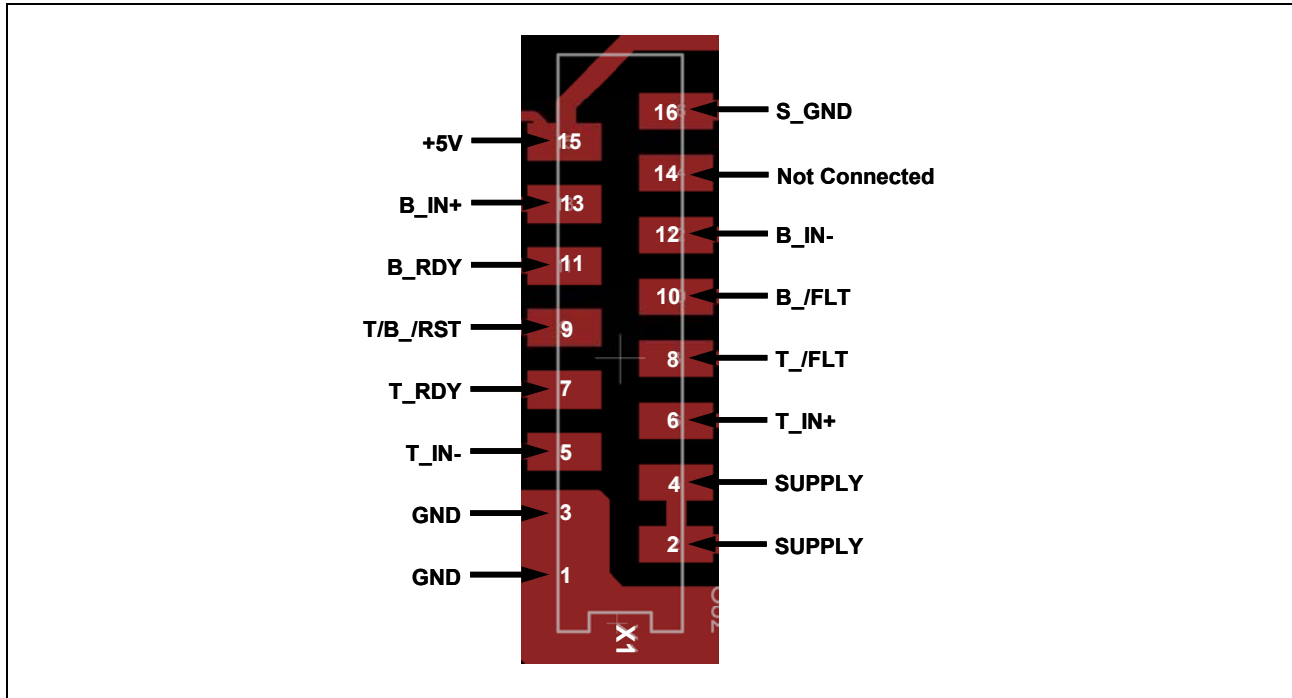 16 S_GND
+5V 15
14 Not Connected
B_IN+ 13
12 B_IN-
B_RDY 11
10 B_/FLT
T/B_/RST 9
8 T_/FLT
T_RDY 7
6 T_IN+
T_IN- 5
4 SUPPLY
GND 3
2 SUPPLY
GND 1
X1